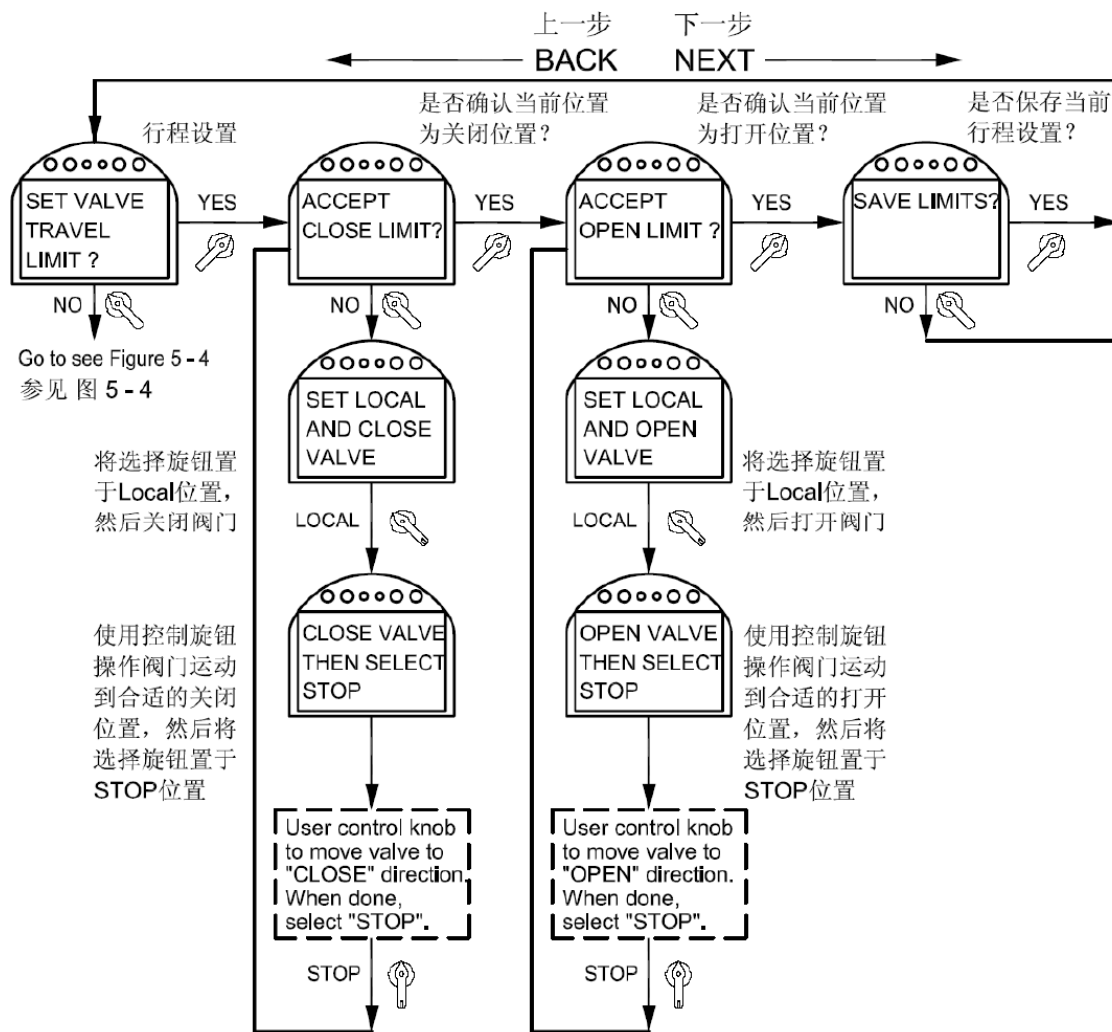 上一步 下一步
BACK NEXT
行程设置
是否确认当前位置
为关闭位置?
是否确认当前位置
为打开位置?
是否保存当前
行程设置?
SET VALVE
TRAVEL
LIMIT ?
YES
ACCEPT
CLOSE LIMIT?
YES
ACCEPT
OPEN LIMIT ?
YES
SAVE LIMITS?
YES
NO
NO
NO
NO
Go to see Figure 5 - 4
参见 图 5 - 4
SET LOCAL
AND CLOSE
VALVE
SET LOCAL
AND OPEN
VALVE
将选择旋钮置
于Local位置，
然后关闭阀门
将选择旋钮置
于Local位置，
然后打开阀门
LOCAL
LOCAL
CLOSE VALVE
THEN SELECT
STOP
OPEN VALVE
THEN SELECT
STOP
使用控制旋钮
操作阀门运动
到合适的关闭
位置，然后将
选择旋钮置于
STOP位置
使用控制旋钮
操作阀门运动
到合适的打开
位置，然后将
选择旋钮置于
STOP位置
User control knob
to move valve to
"CLOSE" direction.
When done,
select "STOP".
User control knob
to move valve to
"OPEN" direction.
When done,
select "STOP".
STOP
STOP